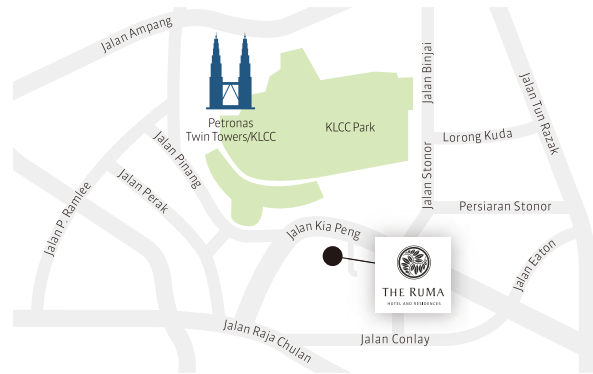 Jalan Ampang
Petronas
Twin Towers/KLCC
KLCC Park
Jalan Binjai
Jalan Tun Razak
Lorong Kuda
Jalan Pinang
Jalan Perak
Jalan P. Ramlee
Jalan Stonor
Persiaran Stonor
Jalan Kia Peng
Jalan Eaton
THE RUMA
HOTEL AND RESIDENCES
Jalan Raja Chulan
Jalan Conlay